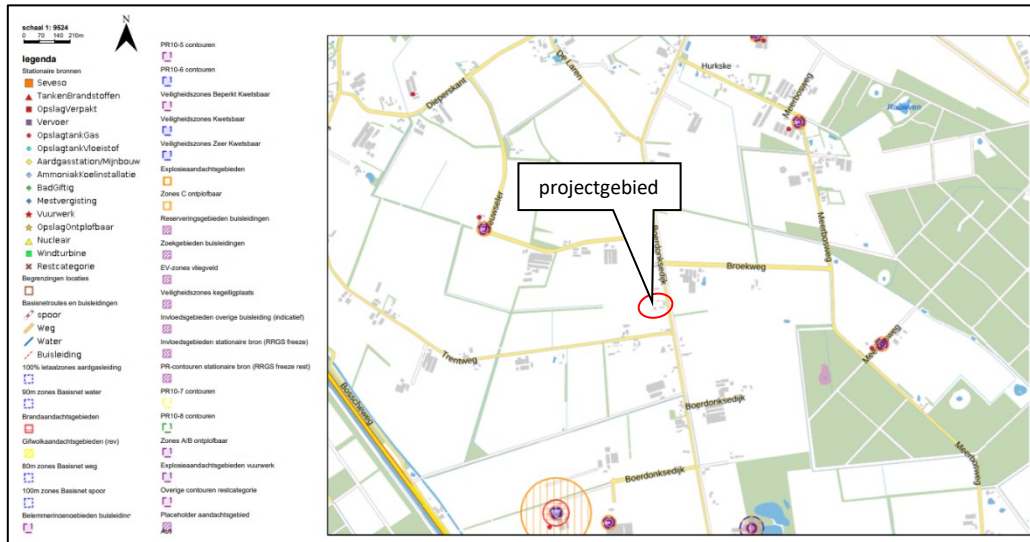 schaal 1: 9524
0 70 140 210m
N
legenda
Stationaire bronnen
Seveso
TankenBrandstoffen
OpslagVerpakt
Vervoer
OpslagtankGas
OpslagtankVloeistof
Aardgasstation/Mijnbouw
AmmoniakKoelinstallatie
BadGiftig
Mestvergisting
Vuurwerk
OpslagOntplofbaar
Nucleair
Windturbine
Restcategorie
Begrenzingen locaties
Basisnetroutes en buisleidingen
spoor
Weg
Water
Buisleiding
100% letaalzones aardgasleiding
90m zones Basisnet water
Brandaandachtsgebieden
Gifwolkaandachtsgebieden (rev)
80m zones Basisnet weg
100m zones Basisnet spoor
Belemmeringengebieden buisleiding
PR10-5 contouren
PR10-6 contouren
Veiligheidszones Beperkt Kwetsbaar
Veiligheidszones Kwetsbaar
Veiligheidszones Zeer Kwetsbaar
Explosieaandachtsgebieden
Zones C ontplofbaar
Reserveringsgebieden buisleidingen
Zoekgebieden buisleidingen
EV-zones vliegveld
Veiligheidszones kegelligplaats
Invloedsgebieden overige buisleiding (indicatief)
Invloedsgebieden stationaire bron (RRGS freeze)
PR-contouren stationaire bron (RRGS freeze rest)
PR10-7 contouren
PR10-8 contouren
Zones A/B ontplofbaar
Explosieaandachtsgebieden vuurwerk
Overige contouren restcategorie
Placeholder aandachtsgebied
De Laren
Hurkske
Dieperskant
Meerbosweg
projectgebied
Boerdonksedijk
Meerbosweg
Broekweg
Trentweg
Bosscheweg
Boerdonksedijk
Meerbosweg
Boerdonksedijk